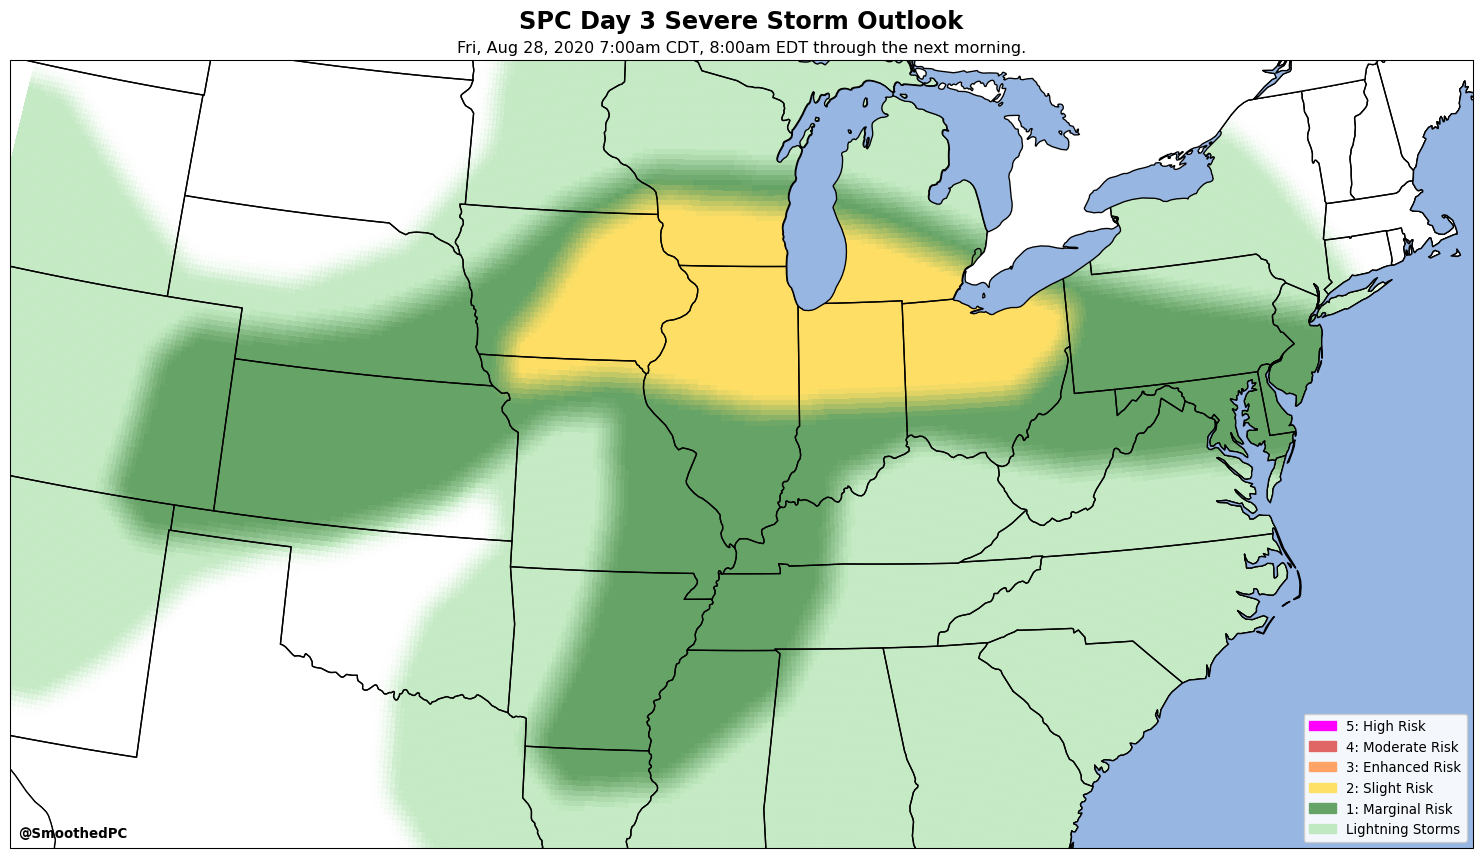 SPC Day 3 Severe Storm Outlook
Fri, Aug 28, 2020 7:00am CDT, 8:00am EDT through the next morning.
5: High Risk
4: Moderate Risk
3: Enhanced Risk
2: Slight Risk
1: Marginal Risk
Lightning Storms
@SmoothedPC